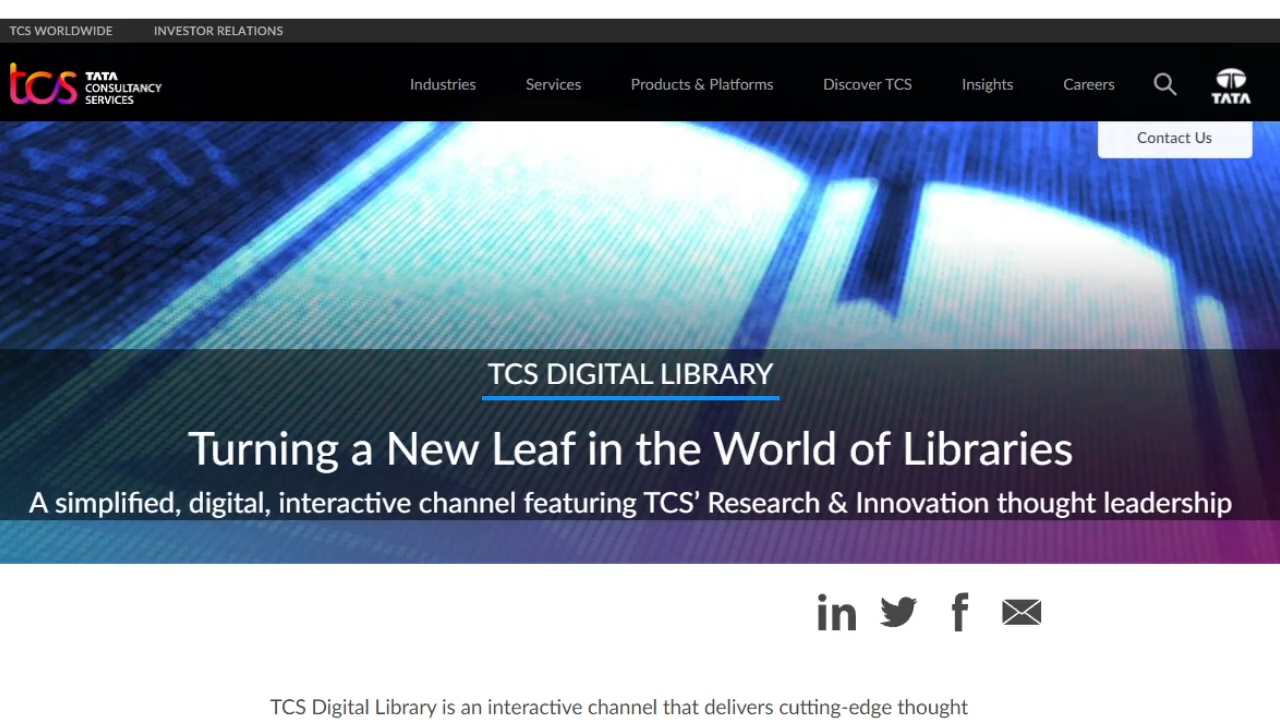 TCS WORLDWIDE INVESTOR RELATIONS
tcs TATA CONSULTANCY SERVICES
Industries Services Products & Platforms Discover TCS Insights Careers TATA
Contact Us
TCS DIGITAL LIBRARY
Turning a New Leaf in the World of Libraries
A simplified, digital, interactive channel featuring TCS’ Research & Innovation thought leadership
in f
TCS Digital Library is an interactive channel that delivers cutting-edge thought